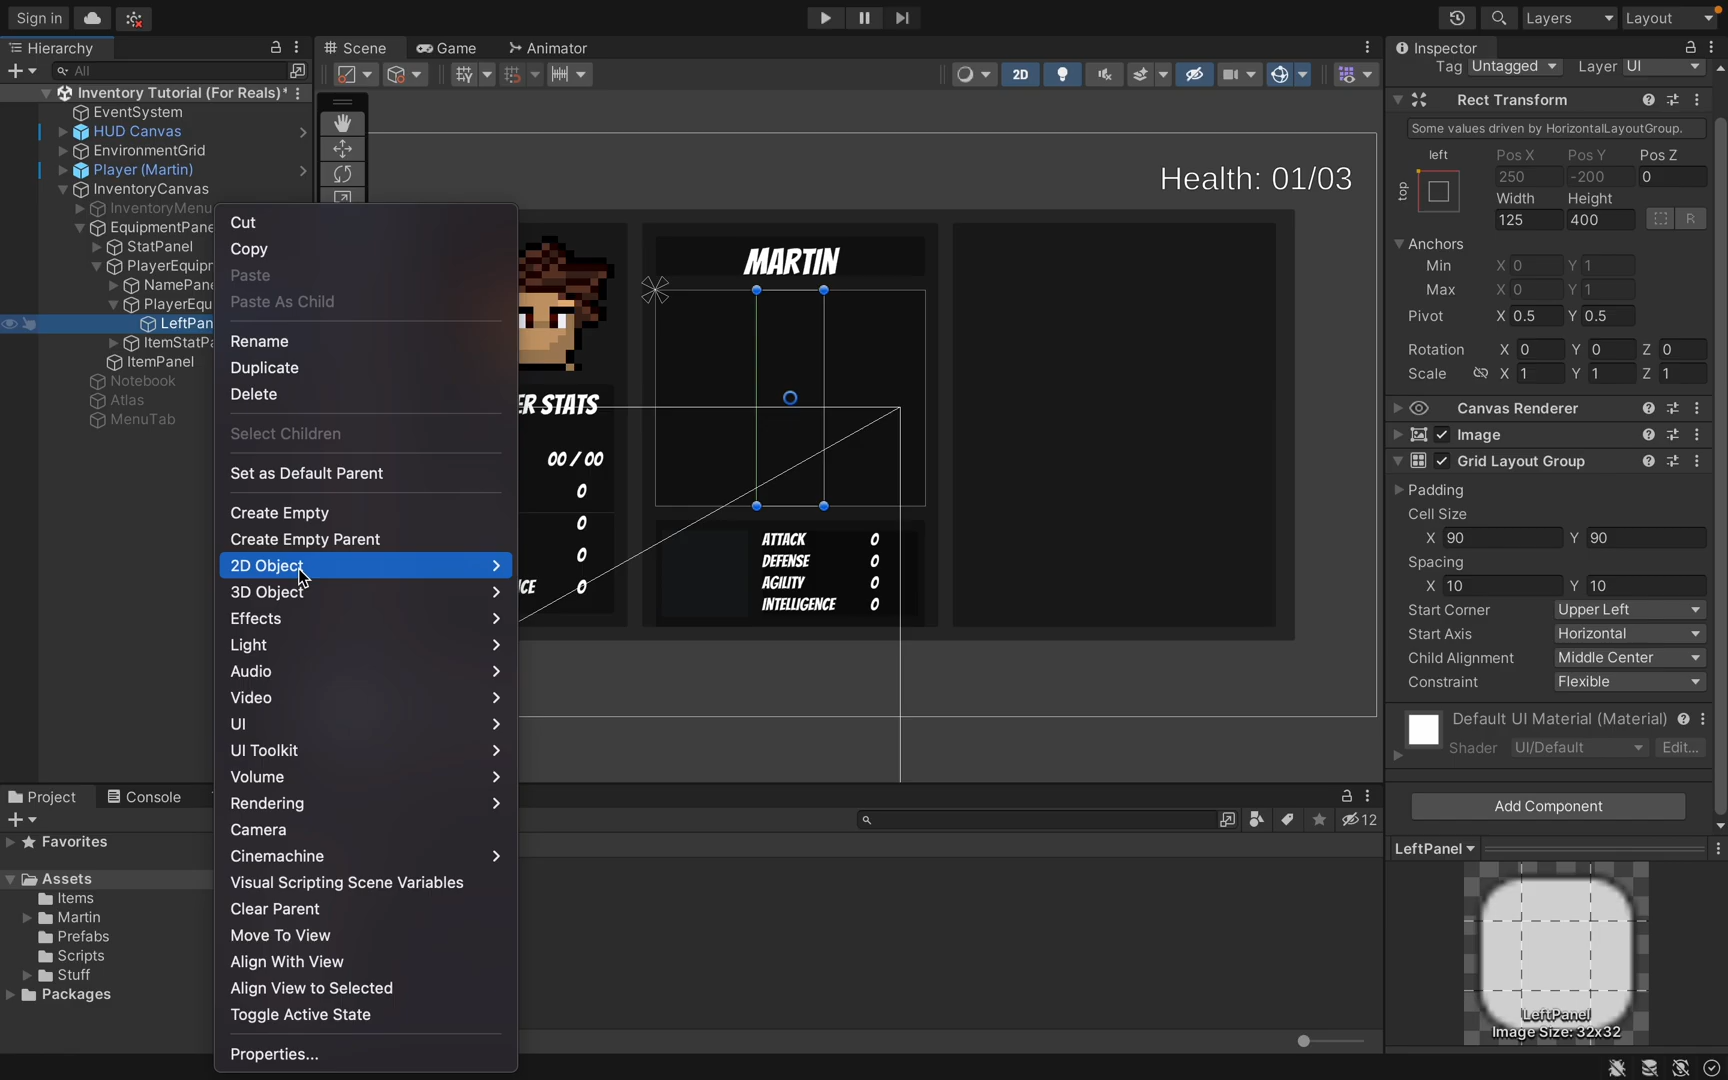 Sign in
Layers
Layout
Hierarchy
Scene
Game
Animator
Inspector
All
2D
Tag Untagged Layer UI
Inventory Tutorial (For Reals)*
EventSystem
HUD Canvas
EnvironmentGrid
Player (Martin)
InventoryCanvas
InventoryMenu
EquipmentPane
StatPanel
PlayerEquipr
NamePane
PlayerEqu
LeftPan
ItemStatPa
ItemPanel
Notebook
Atlas
MenuTab
Cut
Copy
Paste
Paste As Child
Rename
Duplicate
Delete
Select Children
Set as Default Parent
Create Empty
Create Empty Parent
2D Object
3D Object
Effects
Light
Audio
Video
UI
UI Toolkit
Volume
Rendering
Camera
Cinemachine
Visual Scripting Scene Variables
Clear Parent
Move To View
Align With View
Align View to Selected
Toggle Active State
Properties...
Health: 01/03
MARTIN
ER STATS
00 / 00
0
0
0
CE 0
ATTACK 0
DEFENSE 0
AGILITY 0
INTELLIGENCE 0
Rect Transform
Some values driven by HorizontalLayoutGroup.
left
top
Pos X Pos Y Pos Z
250 -200 0
Width Height
125 400
R
Anchors
Min X 0 Y 1
Max X 0 Y 1
Pivot X 0.5 Y 0.5
Rotation X 0 Y 0 Z 0
Scale X 1 Y 1 Z 1
Canvas Renderer
Image
Grid Layout Group
Padding
Cell Size
X 90 Y 90
Spacing
X 10 Y 10
Start Corner Upper Left
Start Axis Horizontal
Child Alignment Middle Center
Constraint Flexible
Default UI Material (Material)
Shader UI/Default Edit...
Add Component
LeftPanel
LeftPanel
Image Size: 32x32
Project
Console
12
Favorites
Assets
Items
Martin
Prefabs
Scripts
Stuff
Packages